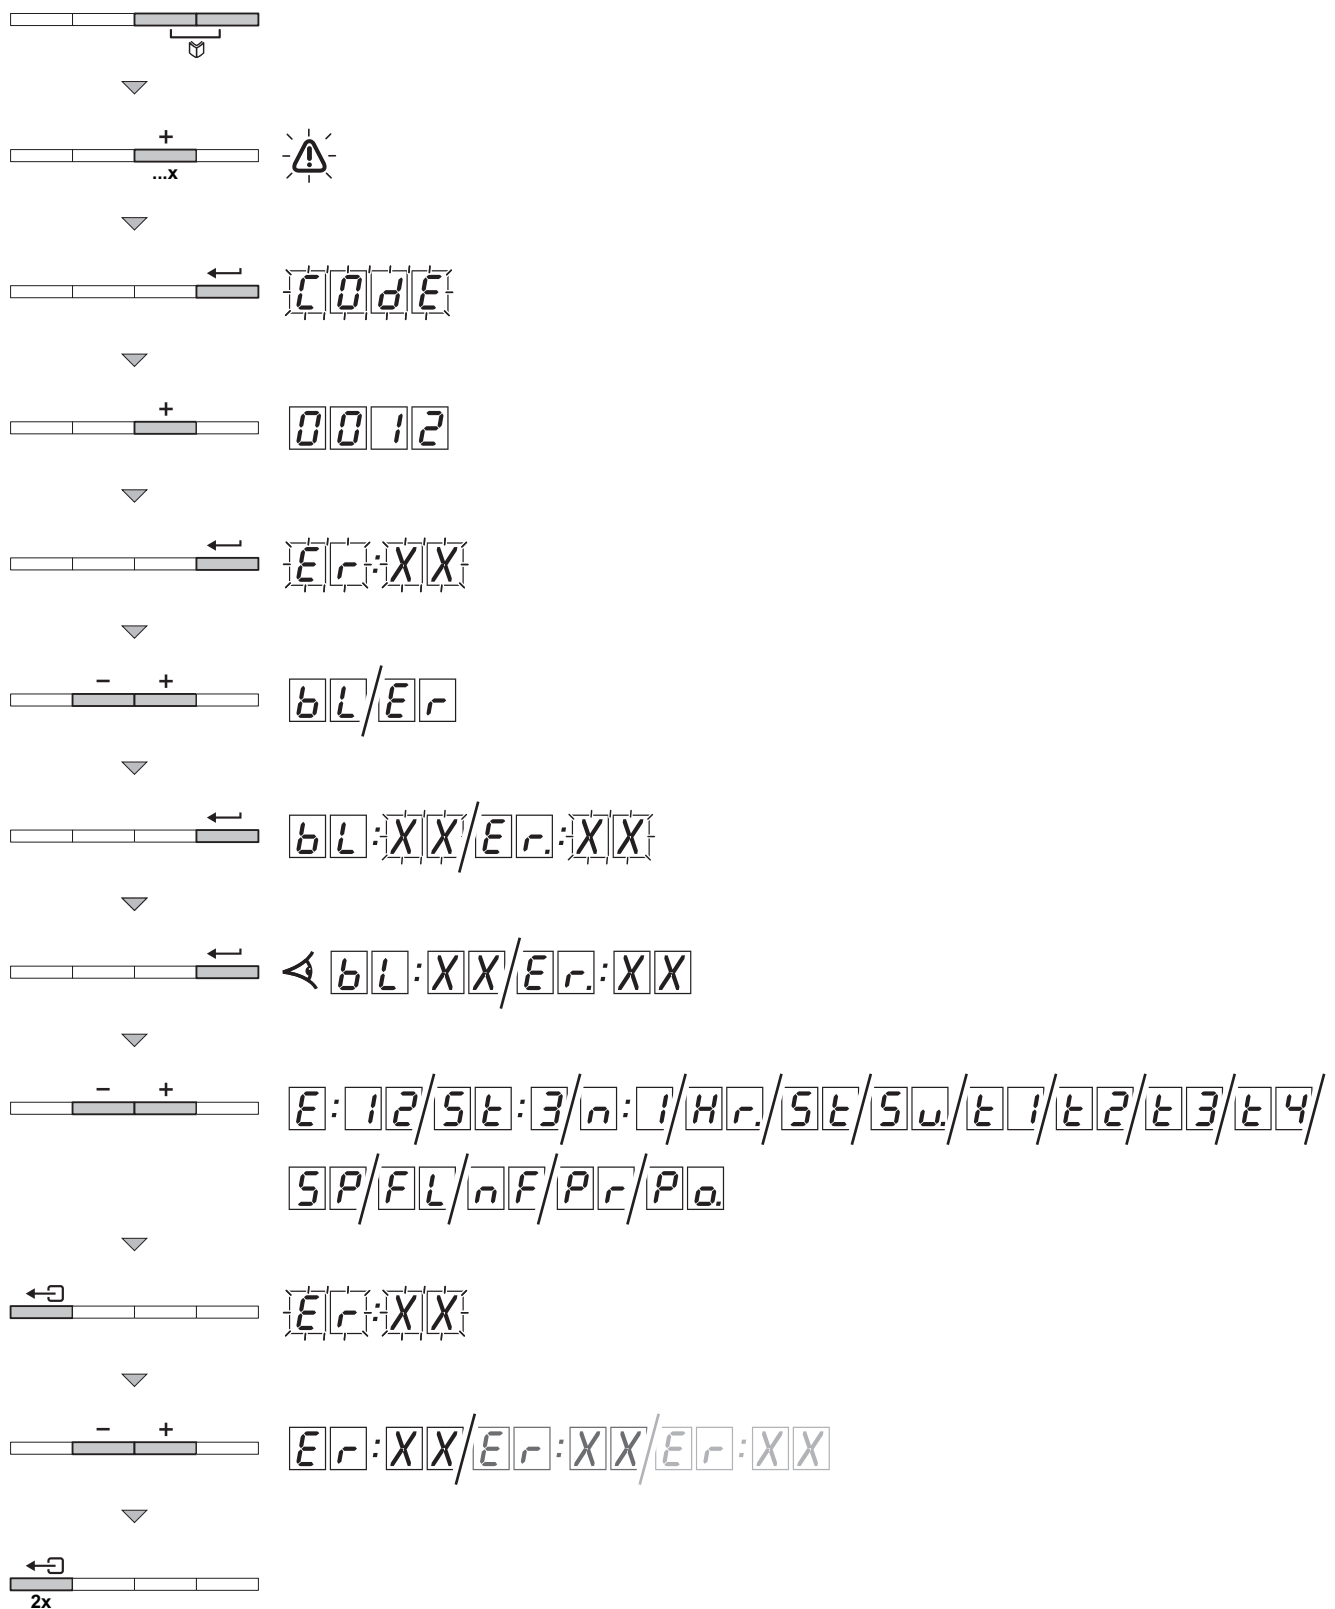 +
...x
COdE
+
0012
Er:XX
- +
bL/Er
bL:XX/Er.:XX
bL:XX/Er.:XX
- +
E:12/St:3/n:1/Hr./St/Su./t1/t2/t3/t4/
SP/FL/nF/Pr/Po.
Er:XX
- +
Er:XX/Er:XX/Er:XX
2x